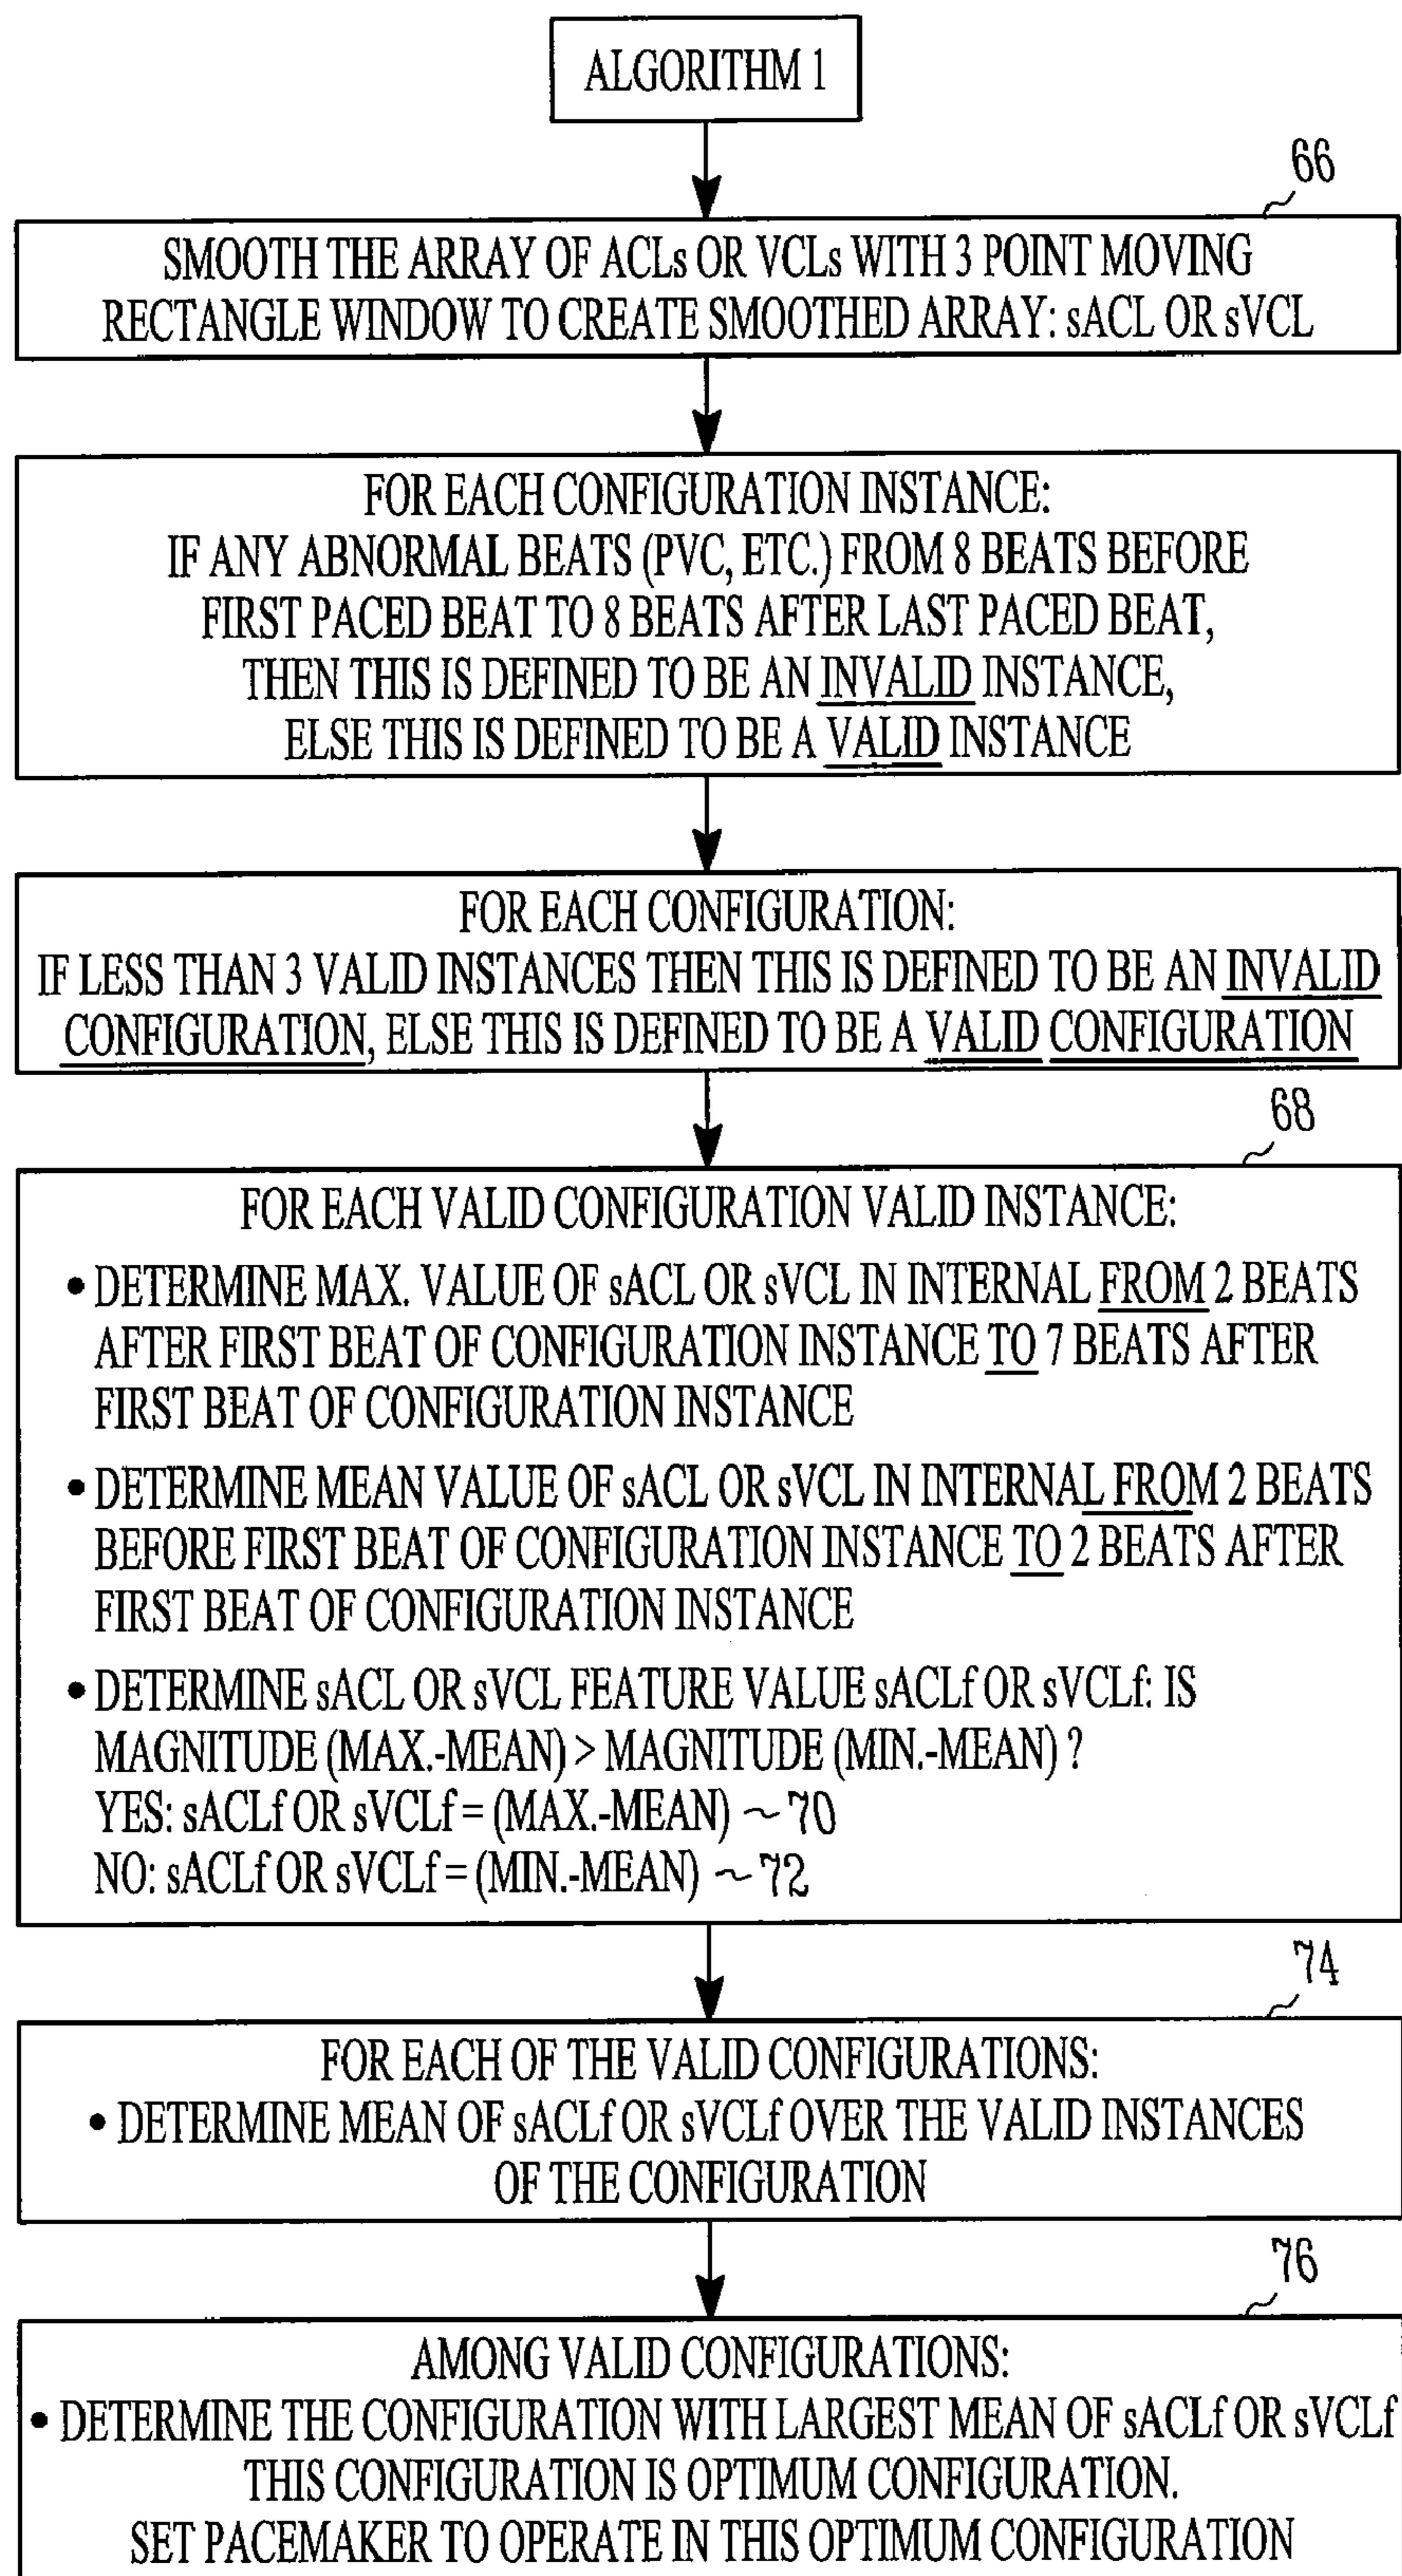 ALGORITHM 1
66
SMOOTH THE ARRAY OF ACLs OR VCLs WITH 3 POINT MOVING
RECTANGLE WINDOW TO CREATE SMOOTHED ARRAY: sACL OR sVCL
FOR EACH CONFIGURATION INSTANCE:
IF ANY ABNORMAL BEATS (PVC, ETC.) FROM 8 BEATS BEFORE
FIRST PACED BEAT TO 8 BEATS AFTER LAST PACED BEAT,
THEN THIS IS DEFINED TO BE AN INVALID INSTANCE,
ELSE THIS IS DEFINED TO BE A VALID INSTANCE
FOR EACH CONFIGURATION:
IF LESS THAN 3 VALID INSTANCES THEN THIS IS DEFINED TO BE AN INVALID
CONFIGURATION, ELSE THIS IS DEFINED TO BE A VALID CONFIGURATION
68
FOR EACH VALID CONFIGURATION VALID INSTANCE:
• DETERMINE MAX. VALUE OF sACL OR sVCL IN INTERNAL FROM 2 BEATS
AFTER FIRST BEAT OF CONFIGURATION INSTANCE TO 7 BEATS AFTER
FIRST BEAT OF CONFIGURATION INSTANCE
• DETERMINE MEAN VALUE OF sACL OR sVCL IN INTERNAL FROM 2 BEATS
BEFORE FIRST BEAT OF CONFIGURATION INSTANCE TO 2 BEATS AFTER
FIRST BEAT OF CONFIGURATION INSTANCE
• DETERMINE sACL OR sVCL FEATURE VALUE sACLf OR sVCLf: IS
MAGNITUDE (MAX.-MEAN) > MAGNITUDE (MIN.-MEAN) ?
YES: sACLf OR sVCLf = (MAX.-MEAN) ~70
NO: sACLf OR sVCLf = (MIN.-MEAN) ~72
74
FOR EACH OF THE VALID CONFIGURATIONS:
• DETERMINE MEAN OF sACLf OR sVCLf OVER THE VALID INSTANCES
OF THE CONFIGURATION
76
AMONG VALID CONFIGURATIONS:
• DETERMINE THE CONFIGURATION WITH LARGEST MEAN OF sACLf OR sVCLf
THIS CONFIGURATION IS OPTIMUM CONFIGURATION.
SET PACEMAKER TO OPERATE IN THIS OPTIMUM CONFIGURATION